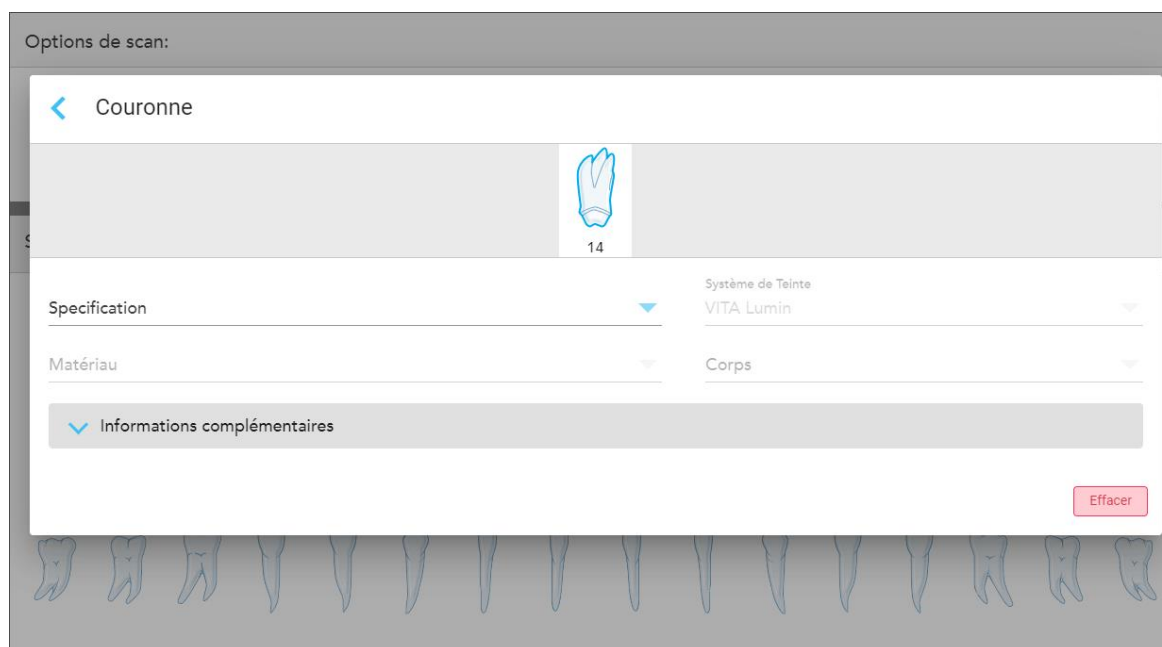 Options de scan:
Couronne
14
Specification
Système de Teinte
VITA Lumin
Matériau
Corps
Informations complémentaires
Effacer